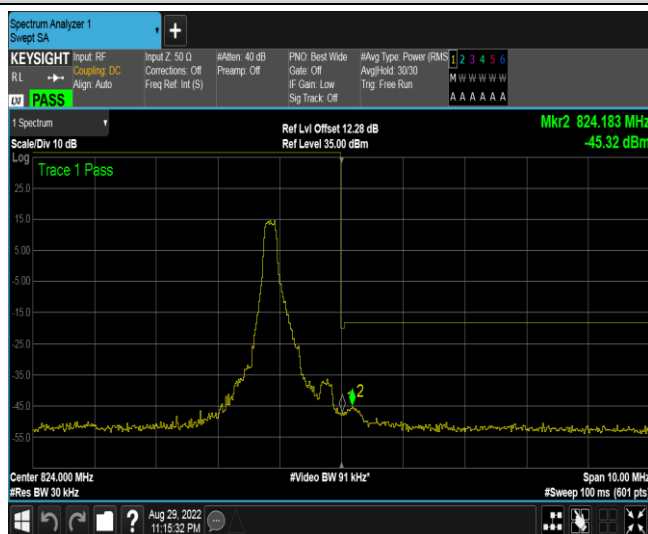 Spectrum Analyzer 1
Swept SA
+
KEYSIGHT Input: RF Input Z: 50 Ω #Atten: 40 dB PNO: Best Wide #Avg Type: Power (RMS 1 2 3 4 5 6
RL Coupling: DC Corrections: Off Preamp: Off Gate: Off Avg|Hold: 30/30 M W W W W W
Align: Auto Freq Ref: Int (S) IF Gain: Low Trig: Free Run
LXI PASS Sig Track: Off A A A A A A
1 Spectrum Ref Lvl Offset 12.28 dB Mkr2 824.183 MHz
Scale/Div 10 dB Ref Level 35.00 dBm -45.32 dBm
Log
Trace 1 Pass
25.0
15.0
5.00
-5.00
-15.0
-25.0
-35.0
2
-45.0
-55.0
Center 824.000 MHz #Video BW 91 kHz* Span 10.00 MHz
#Res BW 30 kHz #Sweep 100 ms (601 pts)
? Aug 29, 2022
11:15:32 PM